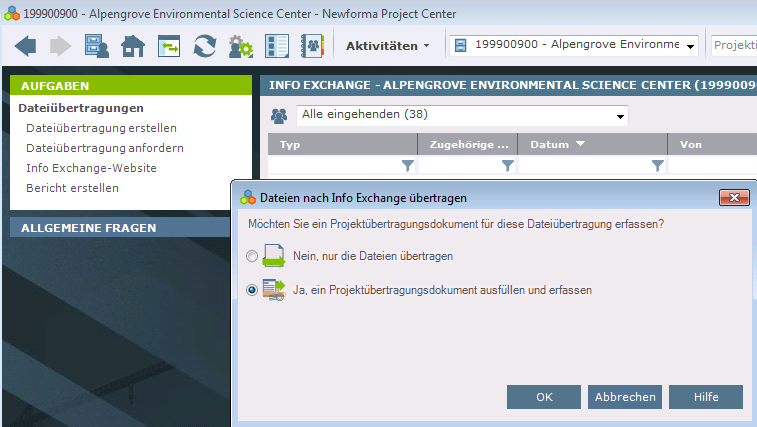 199900900 - Alpengrove Environmental Science Center - Newforma Project Center
Aktivitäten
199900900 - Alpengrove Environme...
Projekti
AUFGABEN
Dateiübertragungen
Dateiübertragung erstellen
Dateiübertragung anfordern
Info Exchange-Website
Bericht erstellen
ALLGEMEINE FRAGEN
INFO EXCHANGE - ALPENGROVE ENVIRONMENTAL SCIENCE CENTER (19990090
Alle eingehenden (38)
Typ Zugehörige ... Datum Von
Dateien nach Info Exchange übertragen
Möchten Sie ein Projektübertragungsdokument für diese Dateiübertragung erfassen?
Nein, nur die Dateien übertragen
Ja, ein Projektübertragungsdokument ausfüllen und erfassen
OK Abbrechen Hilfe